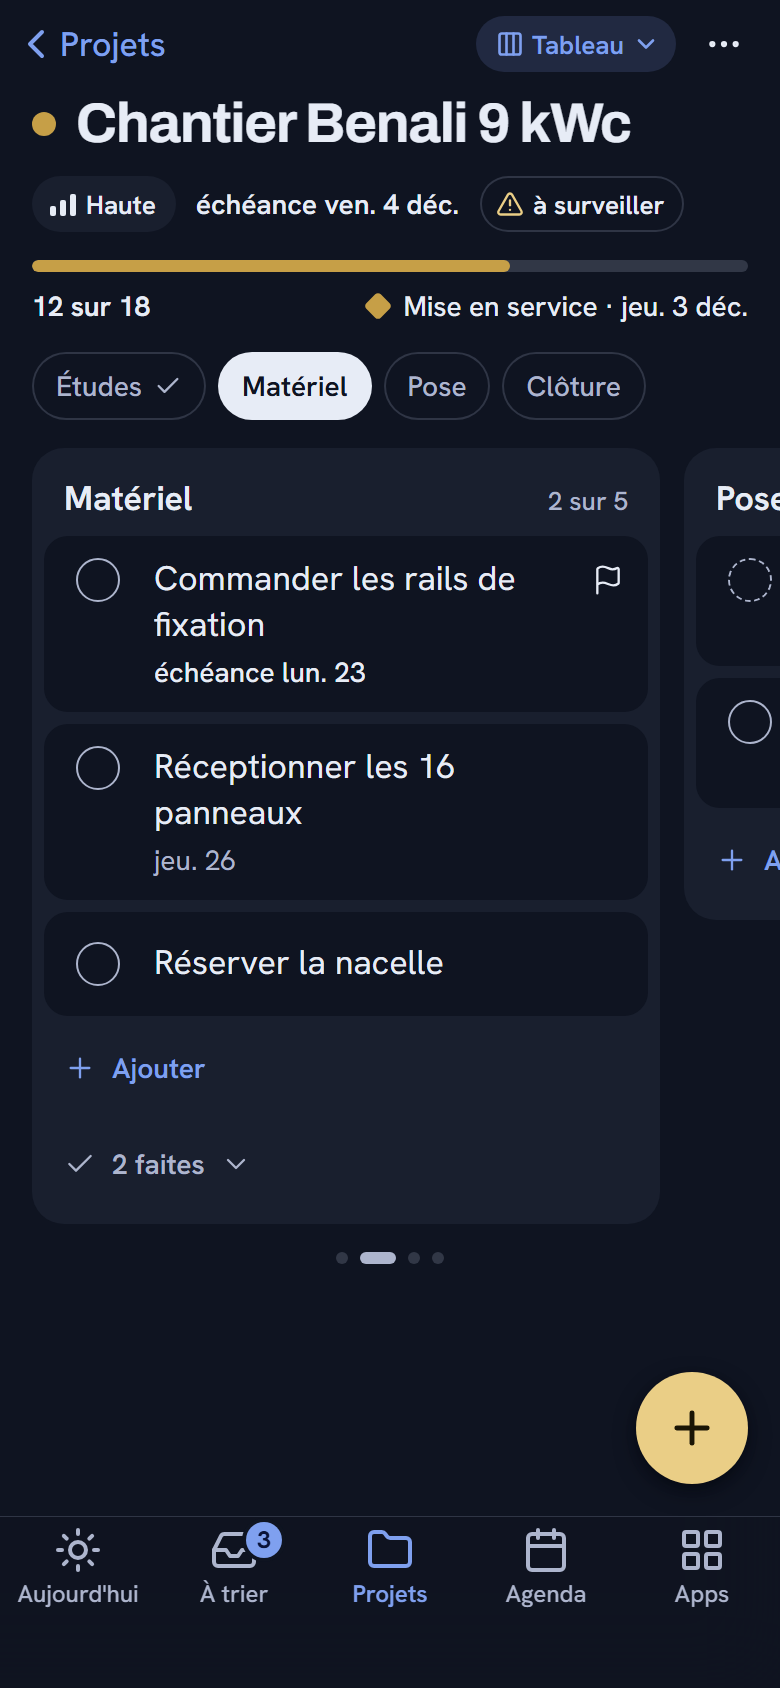 Projets
Tableau
Chantier Benali 9 kWc
Haute
échéance ven. 4 déc.
à surveiller
12 sur 18
Mise en service · jeu. 3 déc.
Études
Matériel
Pose
Clôture
Matériel
2 sur 5
Commander les rails de
fixation
échéance lun. 23
Réceptionner les 16
panneaux
jeu. 26
Réserver la nacelle
+ Ajouter
2 faites
Pose
+ A
3
Aujourd'hui
À trier
Projets
Agenda
Apps